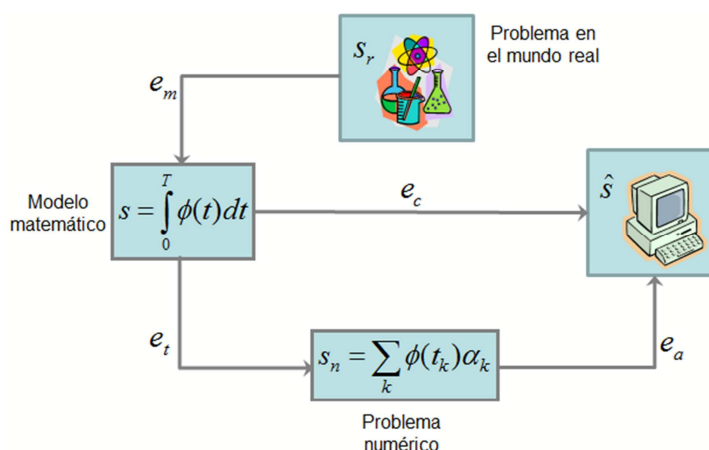 Problema en
el mundo real
s_r
e_m
Modelo
matemático
s = ∫_0^T ϕ(t)dt
e_c
ŝ
e_t
s_n = ∑_k ϕ(t_k)α_k
e_a
Problema
numérico